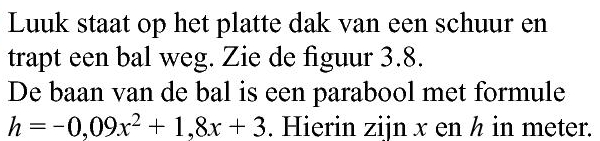 Luuk staat op het platte dak van een schuur en
trapt een bal weg. Zie de figuur 3.8.
De baan van de bal is een parabool met formule
h = -0,09x² + 1,8x + 3. Hierin zijn x en h in meter.